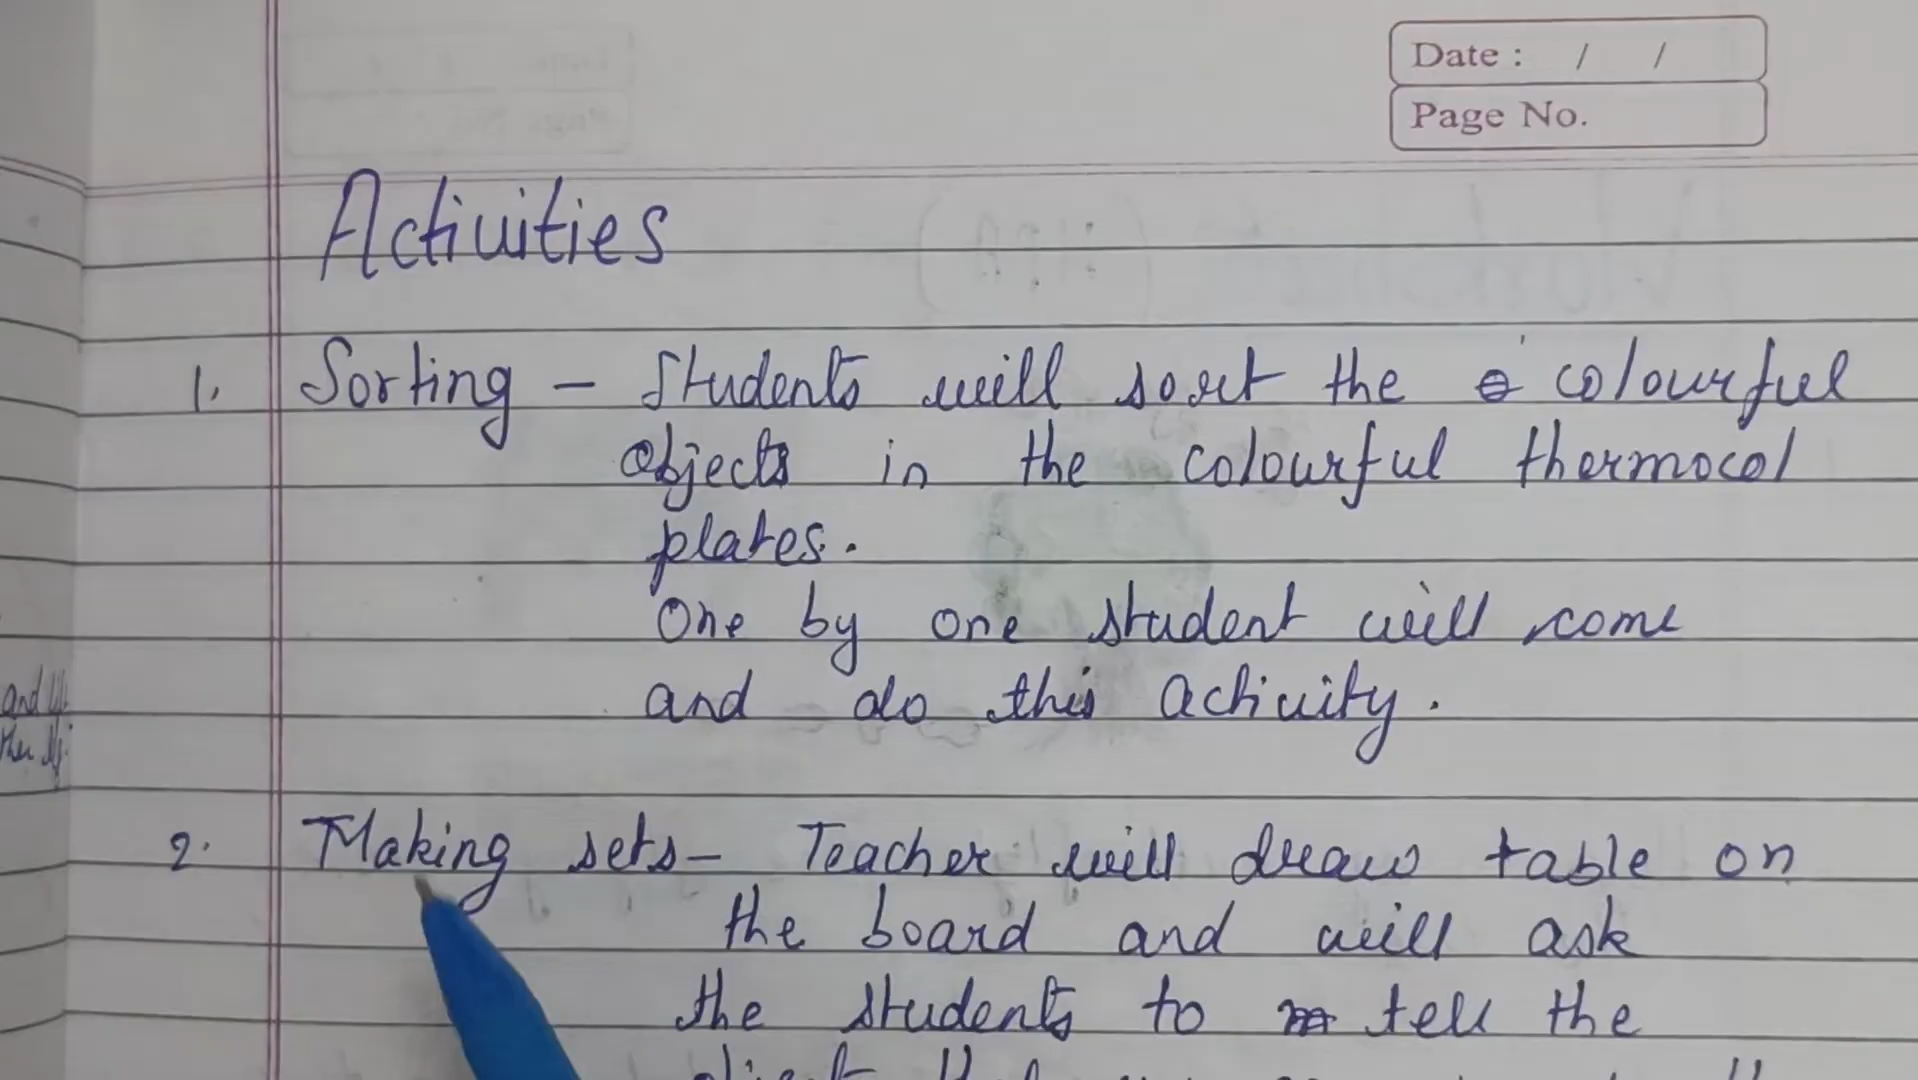 Date : / /
Page No.
Activities
1. Sorting - Students will sort the colourful
objects in the colourful thermocol
plates.
One by one student will come
and do this activity.
2. Making sets - Teacher will draw table on
the board and will ask
the students to tell the
and